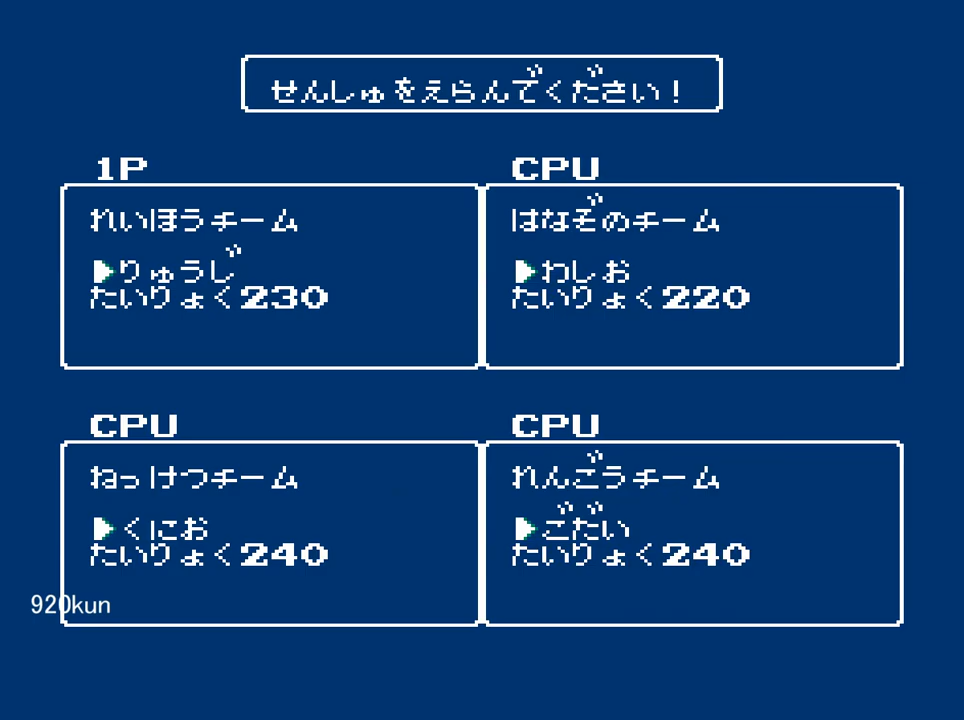 せんしゅをえらんでください!
1P
れいほうチーム
▶りゅうじ
たいりょく230
CPU
はなぞのチーム
▶わしお
たいりょく220
CPU
ねっけつチーム
▶くにお
たいりょく240
CPU
れんごうチーム
▶ごだい
たいりょく240
920kun